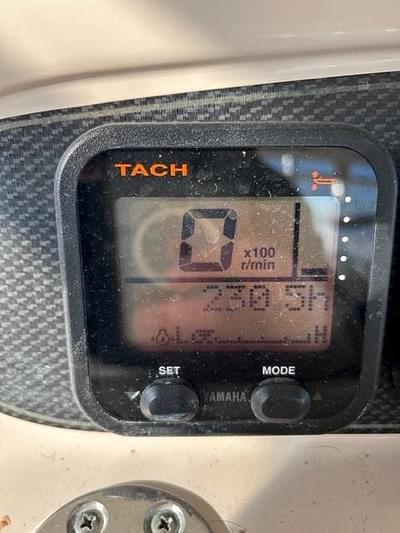 TACH
0
x100
r/min
230.5h
L H
SET MODE
YAMAHA